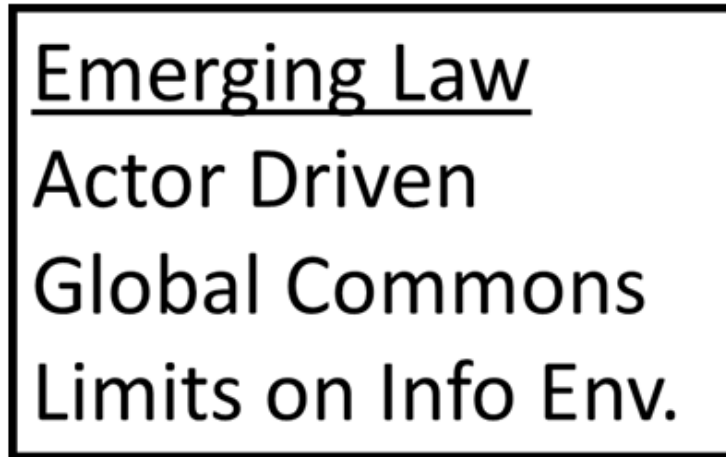 Emerging Law
Actor Driven
Global Commons
Limits on Info Env.